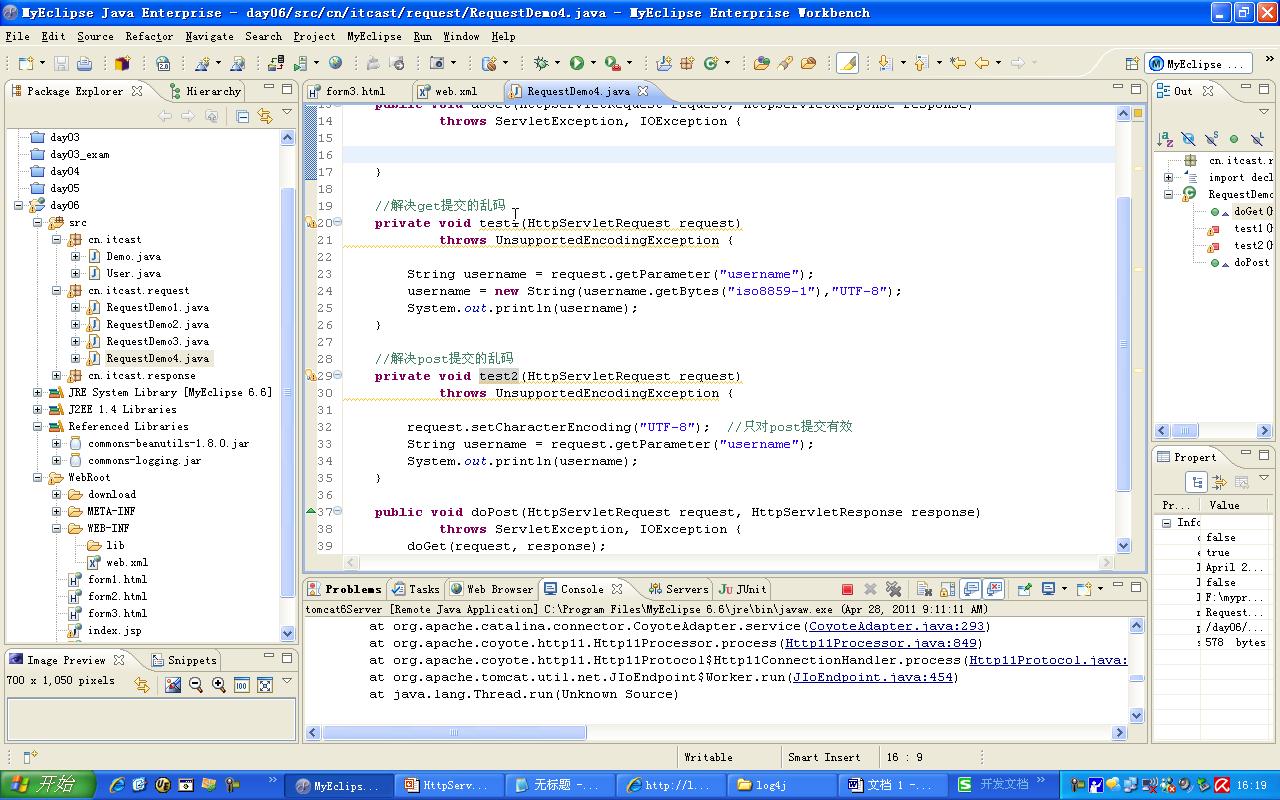 MyEclipse Java Enterprise - day06/src/cn/itcast/request/RequestDemo4.java - MyEclipse Enterprise Workbench
File Edit Source Refactor Navigate Search Project MyEclipse Run Window Help
MyEclipse ...
Package Explorer
Hierarchy
day03
day03_exam
day04
day05
day06
src
cn.itcast
Demo.java
User.java
cn.itcast.request
RequestDemo1.java
RequestDemo2.java
RequestDemo3.java
RequestDemo4.java
cn.itcast.response
JRE System Library [MyEclipse 6.6]
J2EE 1.4 Libraries
Referenced Libraries
commons-beanutils-1.8.0.jar
commons-logging.jar
WebRoot
download
META-INF
WEB-INF
lib
web.xml
form1.html
form2.html
form3.html
index.jsp
Image Preview
Snippets
700 x 1,050 pixels
form3.html
web.xml
RequestDemo4.java
13 public void doGet(HttpServletRequest request, HttpServletResponse response)
14 throws ServletException, IOException {
15
16
17 }
18
19 //解决get提交的乱码
20 private void test1(HttpServletRequest request)
21 throws UnsupportedEncodingException {
22
23 String username = request.getParameter("username");
24 username = new String(username.getBytes("iso8859-1"),"UTF-8");
25 System.out.println(username);
26 }
27
28 //解决post提交的乱码
29 private void test2(HttpServletRequest request)
30 throws UnsupportedEncodingException {
31
32 request.setCharacterEncoding("UTF-8"); //只对post提交有效
33 String username = request.getParameter("username");
34 System.out.println(username);
35 }
36
37 public void doPost(HttpServletRequest request, HttpServletResponse response)
38 throws ServletException, IOException {
39 doGet(request, response);
Problems
Tasks
Web Browser
Console
Servers
JUnit
tomcat6Server [Remote Java Application] C:\Program Files\MyEclipse 6.6\jre\bin\javaw.exe (Apr 28, 2011 9:11:11 AM)
at org.apache.catalina.connector.CoyoteAdapter.service(CoyoteAdapter.java:293)
at org.apache.coyote.http11.Http11Processor.process(Http11Processor.java:849)
at org.apache.coyote.http11.Http11Protocol$Http11ConnectionHandler.process(Http11Protocol.java:
at org.apache.tomcat.util.net.JIoEndpoint$Worker.run(JIoEndpoint.java:454)
at java.lang.Thread.run(Unknown Source)
Out
cn.itcast.r
import decl
RequestDemo
doGet(H
test1(
test2(
doPost
Propert
Pr... Value
Info
false
true
April 2...
false
F:\mypr...
Request...
/day06/...
578 bytes
Writable
Smart Insert
16 : 9
开始
MyEclips...
HttpServ...
无标题 -...
http://l...
log4j
文档 1 -...
开发文档
16:19